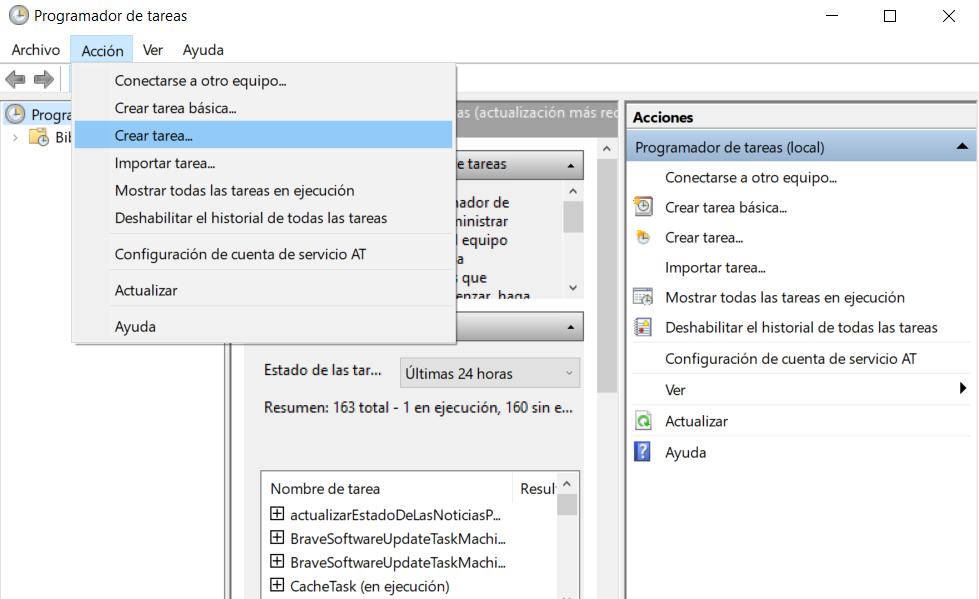 Programador de tareas
Archivo Acción Ver Ayuda
Conectarse a otro equipo...
Crear tarea básica...
Crear tarea...
Importar tarea...
Mostrar todas las tareas en ejecución
Deshabilitar el historial de todas las tareas
Configuración de cuenta de servicio AT
Actualizar
Ayuda
Progra
Bib
as (actualización más rec
e tareas
nador de
ministrar
l equipo
a
s que
enzar, haga
Estado de las tar...
Últimas 24 horas
Resumen: 163 total - 1 en ejecución, 160 sin e...
Nombre de tarea Resul
actualizarEstadoDeLasNoticiasP...
BraveSoftwareUpdateTaskMachi...
BraveSoftwareUpdateTaskMachi...
CacheTask (en ejecución)
Acciones
Programador de tareas (local)
Conectarse a otro equipo...
Crear tarea básica...
Crear tarea...
Importar tarea...
Mostrar todas las tareas en ejecución
Deshabilitar el historial de todas las tareas
Configuración de cuenta de servicio AT
Ver
Actualizar
Ayuda